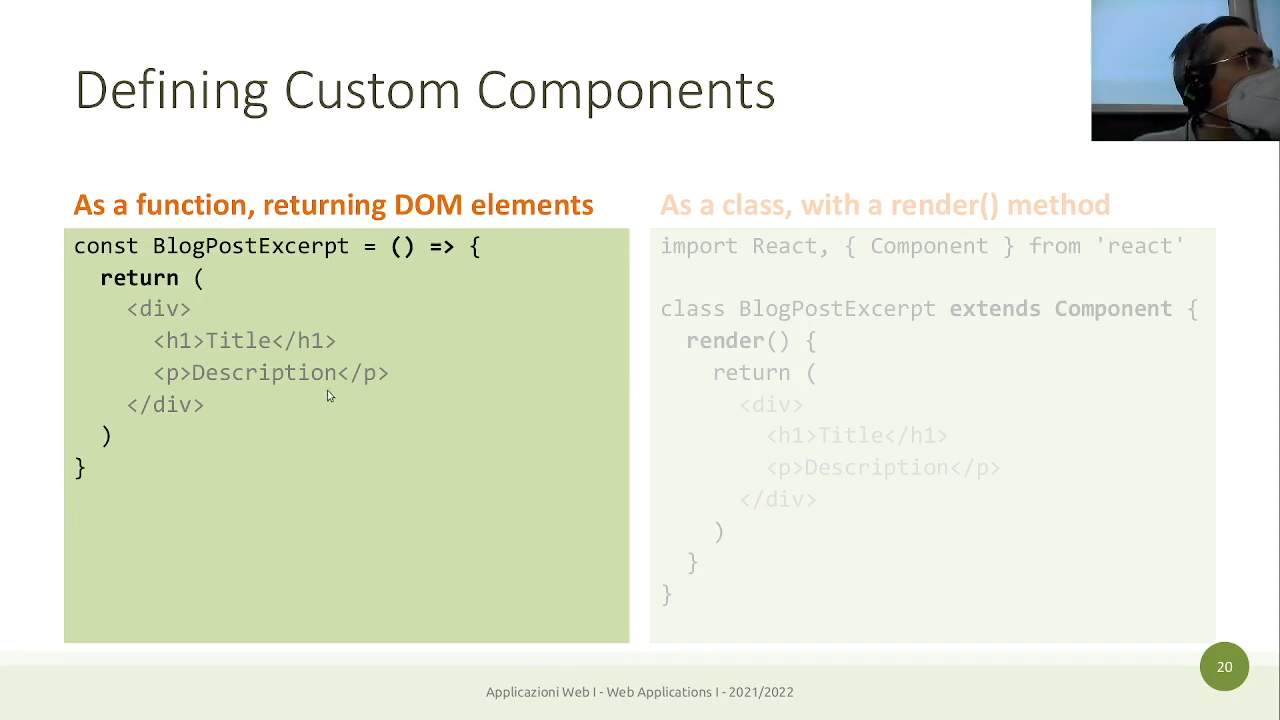 Defining Custom Components
As a function, returning DOM elements
const BlogPostExcerpt = () => {
  return (
    <div>
      <h1>Title</h1>
      <p>Description</p>
    </div>
  )
}
As a class, with a render() method
import React, { Component } from 'react'

class BlogPostExcerpt extends Component {
  render() {
    return (
      <div>
        <h1>Title</h1>
        <p>Description</p>
      </div>
    )
  }
}
Applicazioni Web I - Web Applications I - 2021/2022
20